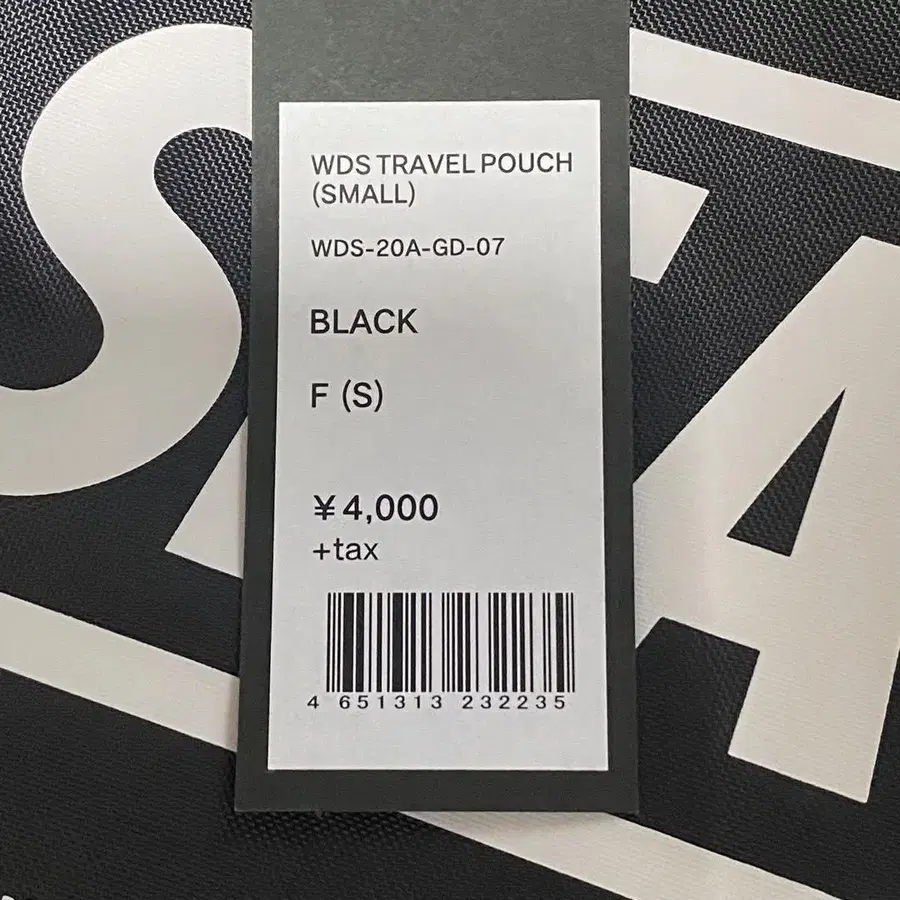 WDS TRAVEL POUCH
(SMALL)
WDS-20A-GD-07
BLACK
F (S)
¥4,000
+tax
4 651313 232235